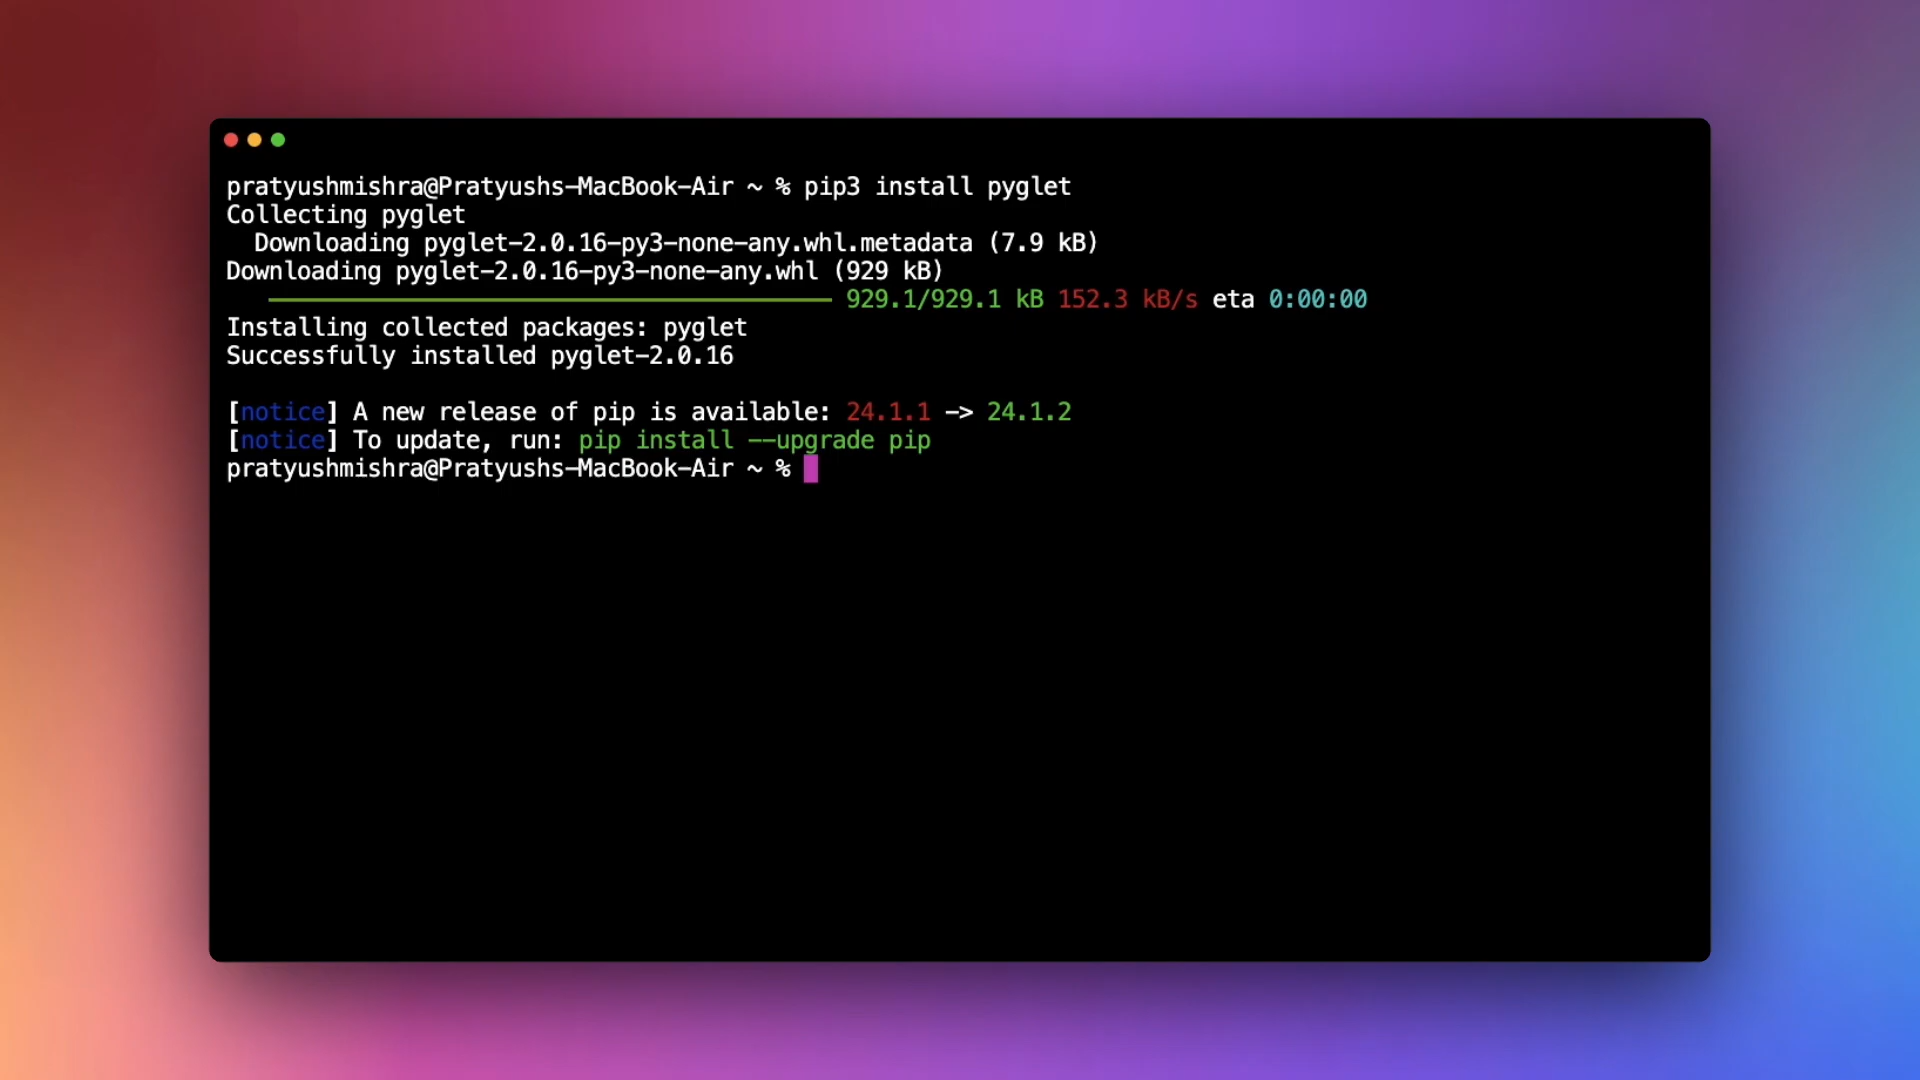 pratyushmishra@Pratyushs-MacBook-Air ~ % pip3 install pyglet
Collecting pyglet
  Downloading pyglet-2.0.16-py3-none-any.whl.metadata (7.9 kB)
Downloading pyglet-2.0.16-py3-none-any.whl (929 kB)
929.1/929.1 kB 152.3 kB/s eta 0:00:00
Installing collected packages: pyglet
Successfully installed pyglet-2.0.16
[notice] A new release of pip is available: 24.1.1 -> 24.1.2
[notice] To update, run: pip install --upgrade pip
pratyushmishra@Pratyushs-MacBook-Air ~ %